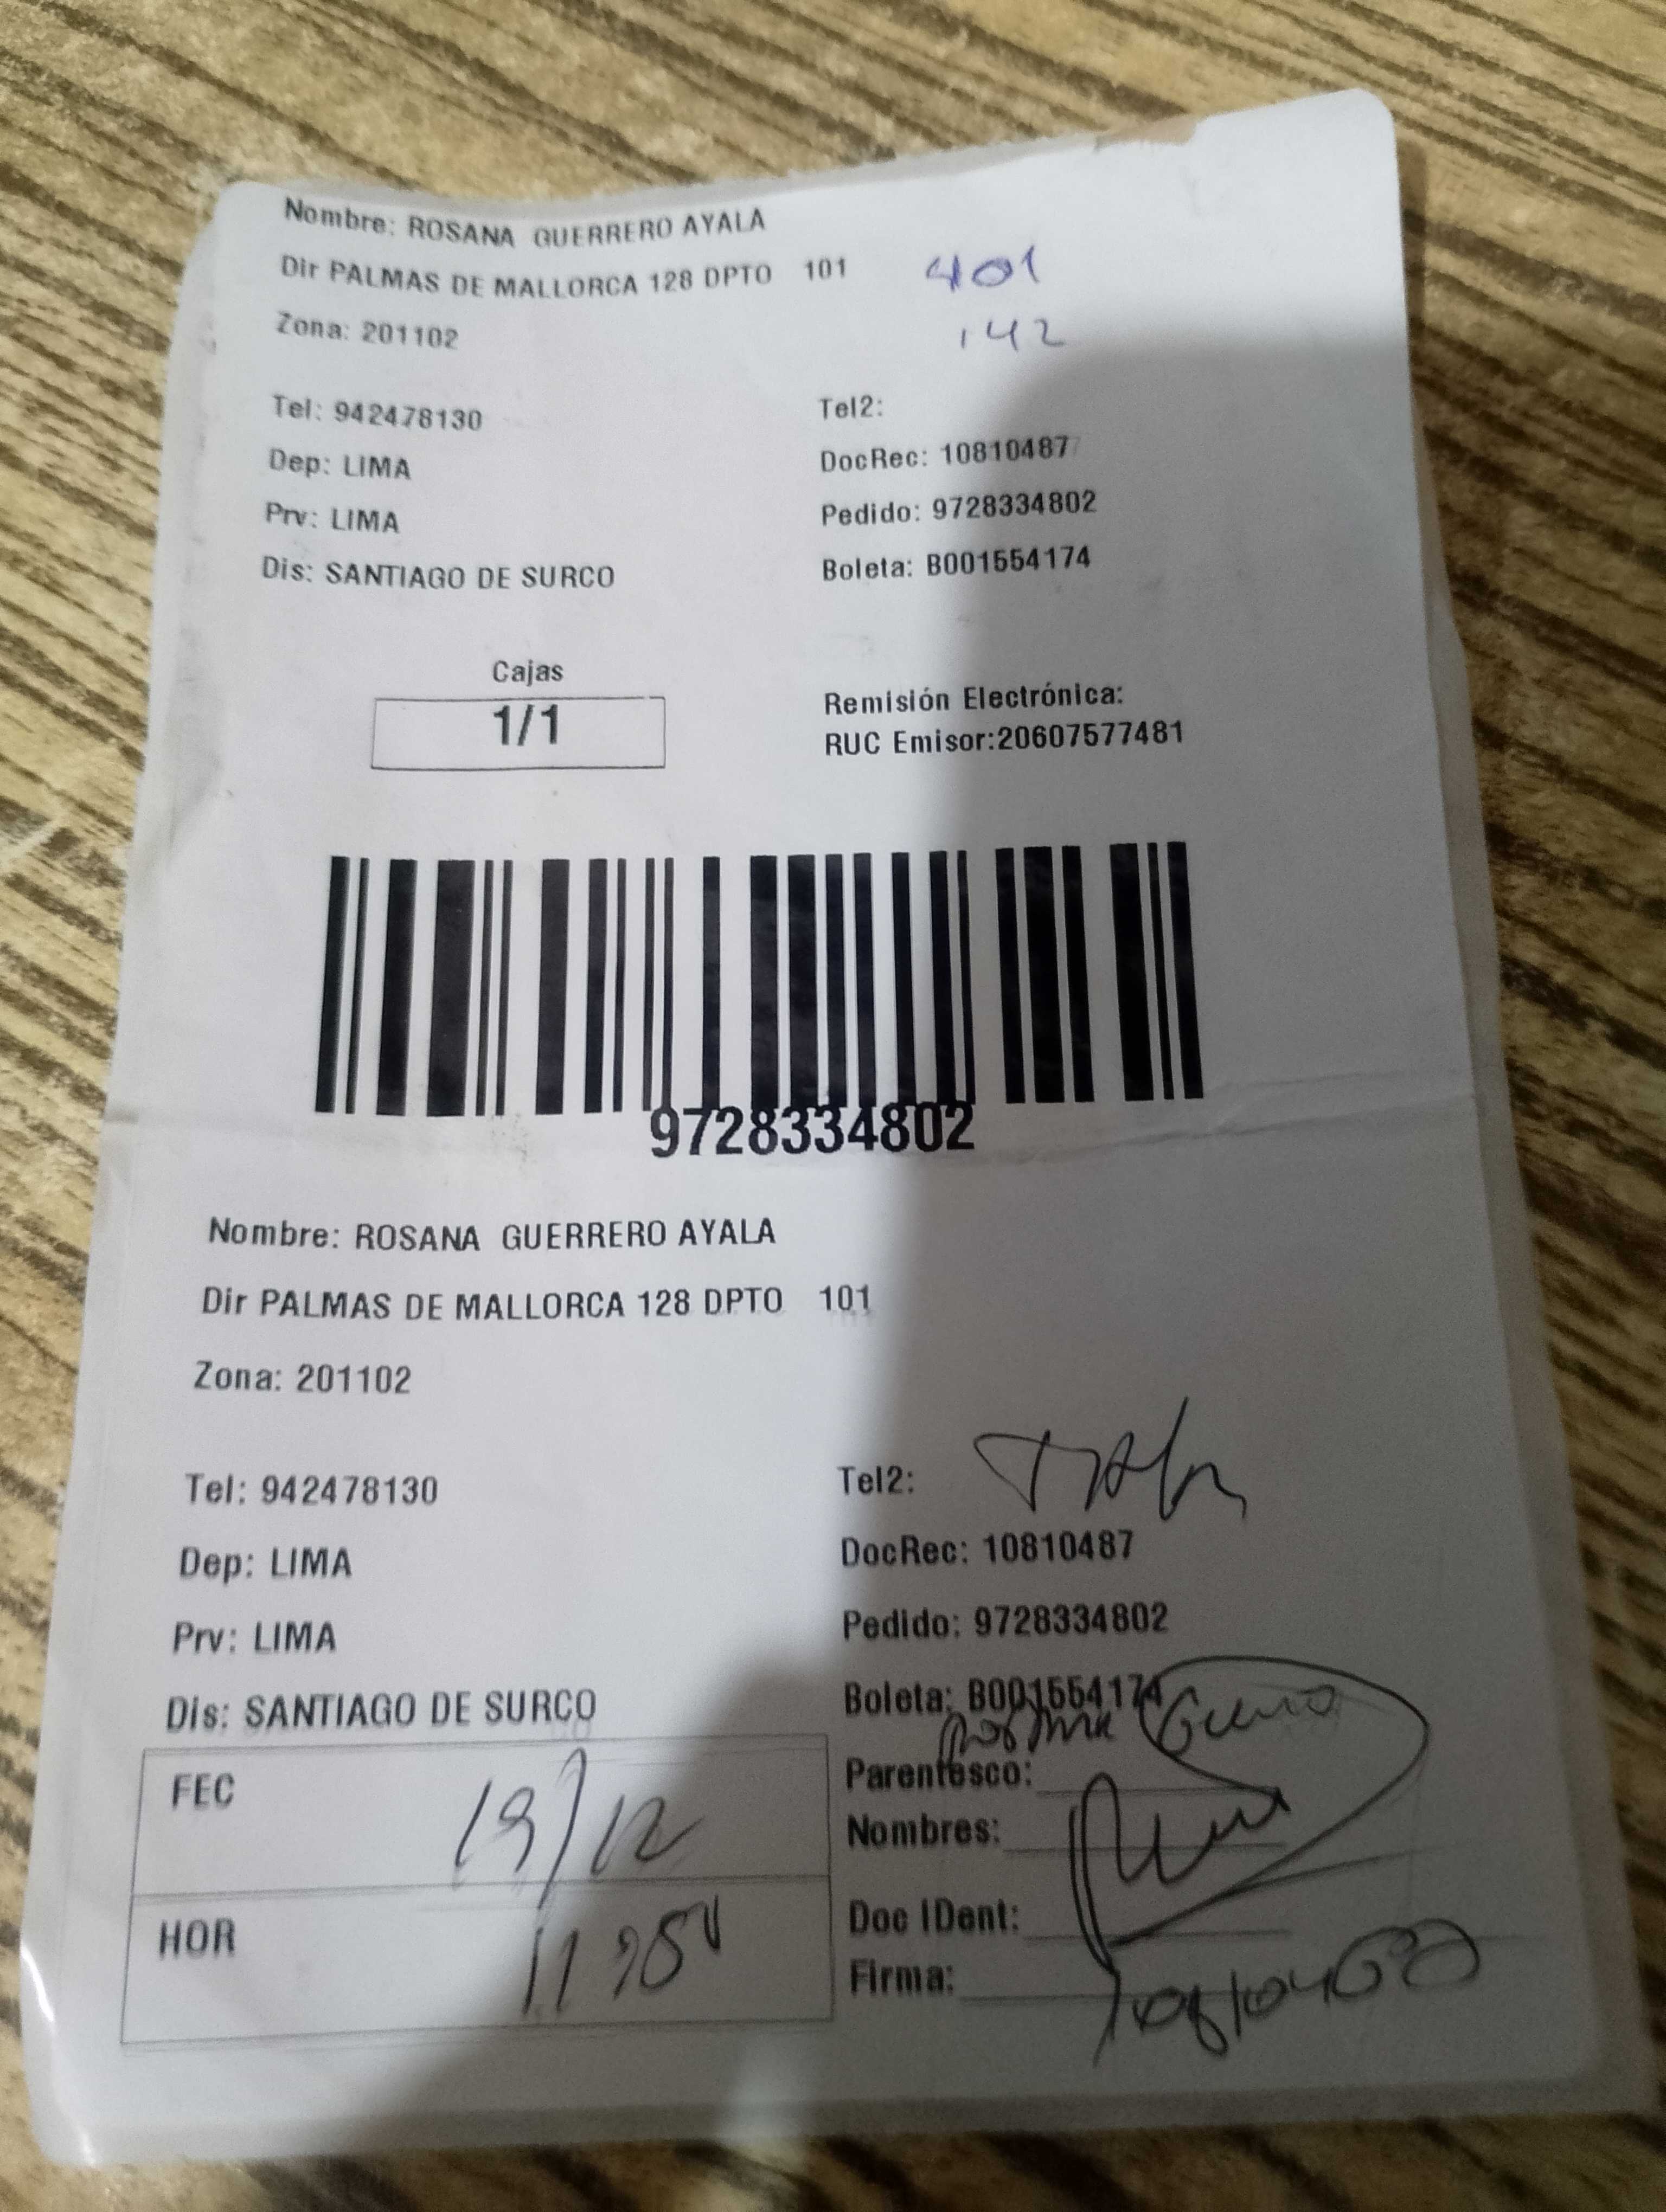 Nombre: ROSANA GUERRERO AYALA
Dir PALMAS DE MALLORCA 128 DPTO 101 401
Zona: 201102 142
Tel: 942478130 Tel2:
Dep: LIMA DocRec: 10810487
Prv: LIMA Pedido: 9728334802
Dis: SANTIAGO DE SURCO Boleta: B001554174
Cajas
1/1
Remisión Electrónica:
RUC Emisor:20607577481
9728334802
Nombre: ROSANA GUERRERO AYALA
Dir PALMAS DE MALLORCA 128 DPTO 101
Zona: 201102
Tel: 942478130 Tel2:
Dep: LIMA DocRec: 10810487
Prv: LIMA Pedido: 9728334802
Dis: SANTIAGO DE SURCO Boleta: B001554174
FEC 19/12 Parentesco:
Nombres:
HOR Doc IDent:
Firma: